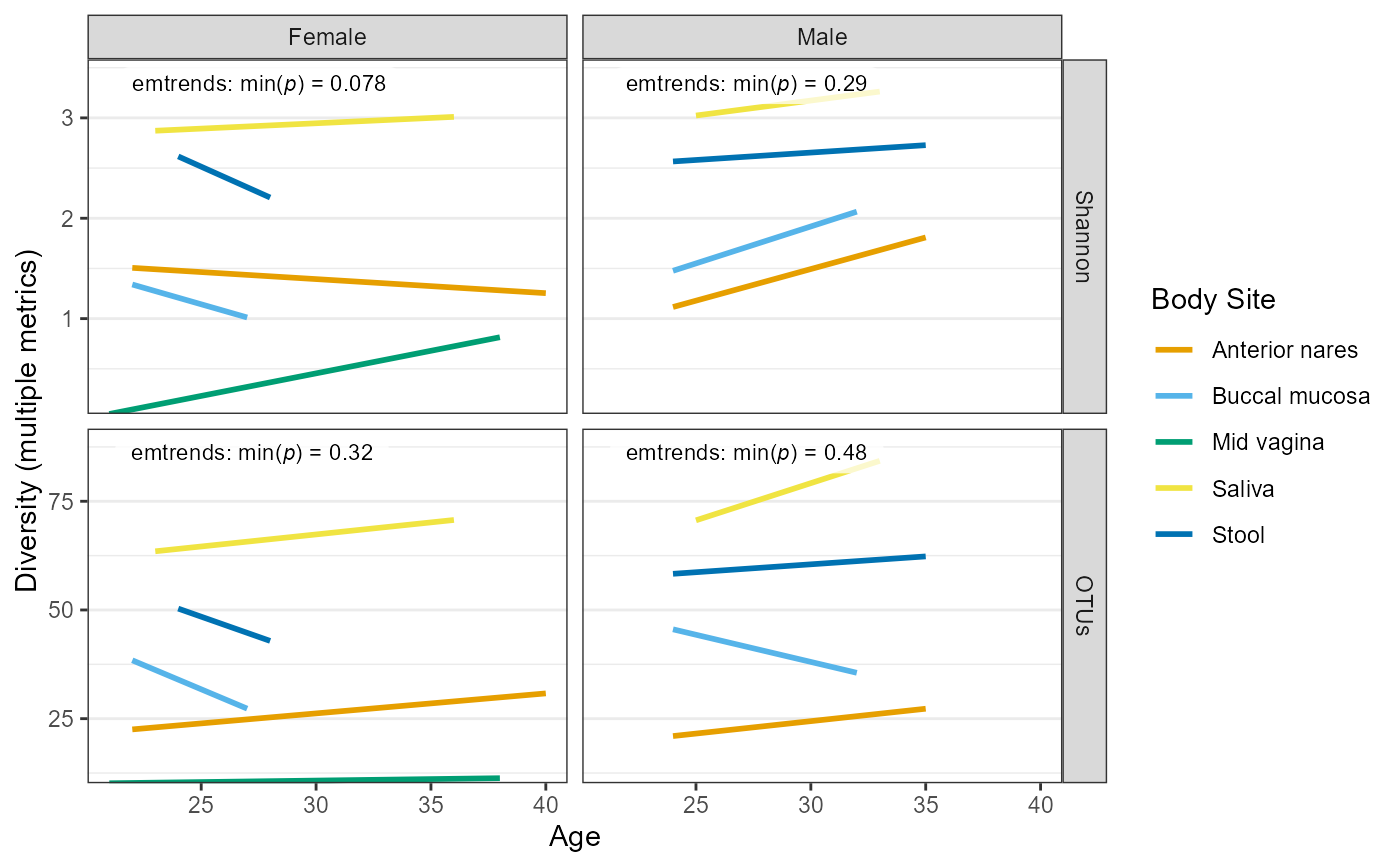 Female
Male
emtrends: min(p) = 0.078
emtrends: min(p) = 0.29
3
2
1
Shannon
emtrends: min(p) = 0.32
emtrends: min(p) = 0.48
75
50
25
OTUs
25 30 35 40
25 30 35 40
Age
Diversity (multiple metrics)
Body Site
Anterior nares
Buccal mucosa
Mid vagina
Saliva
Stool